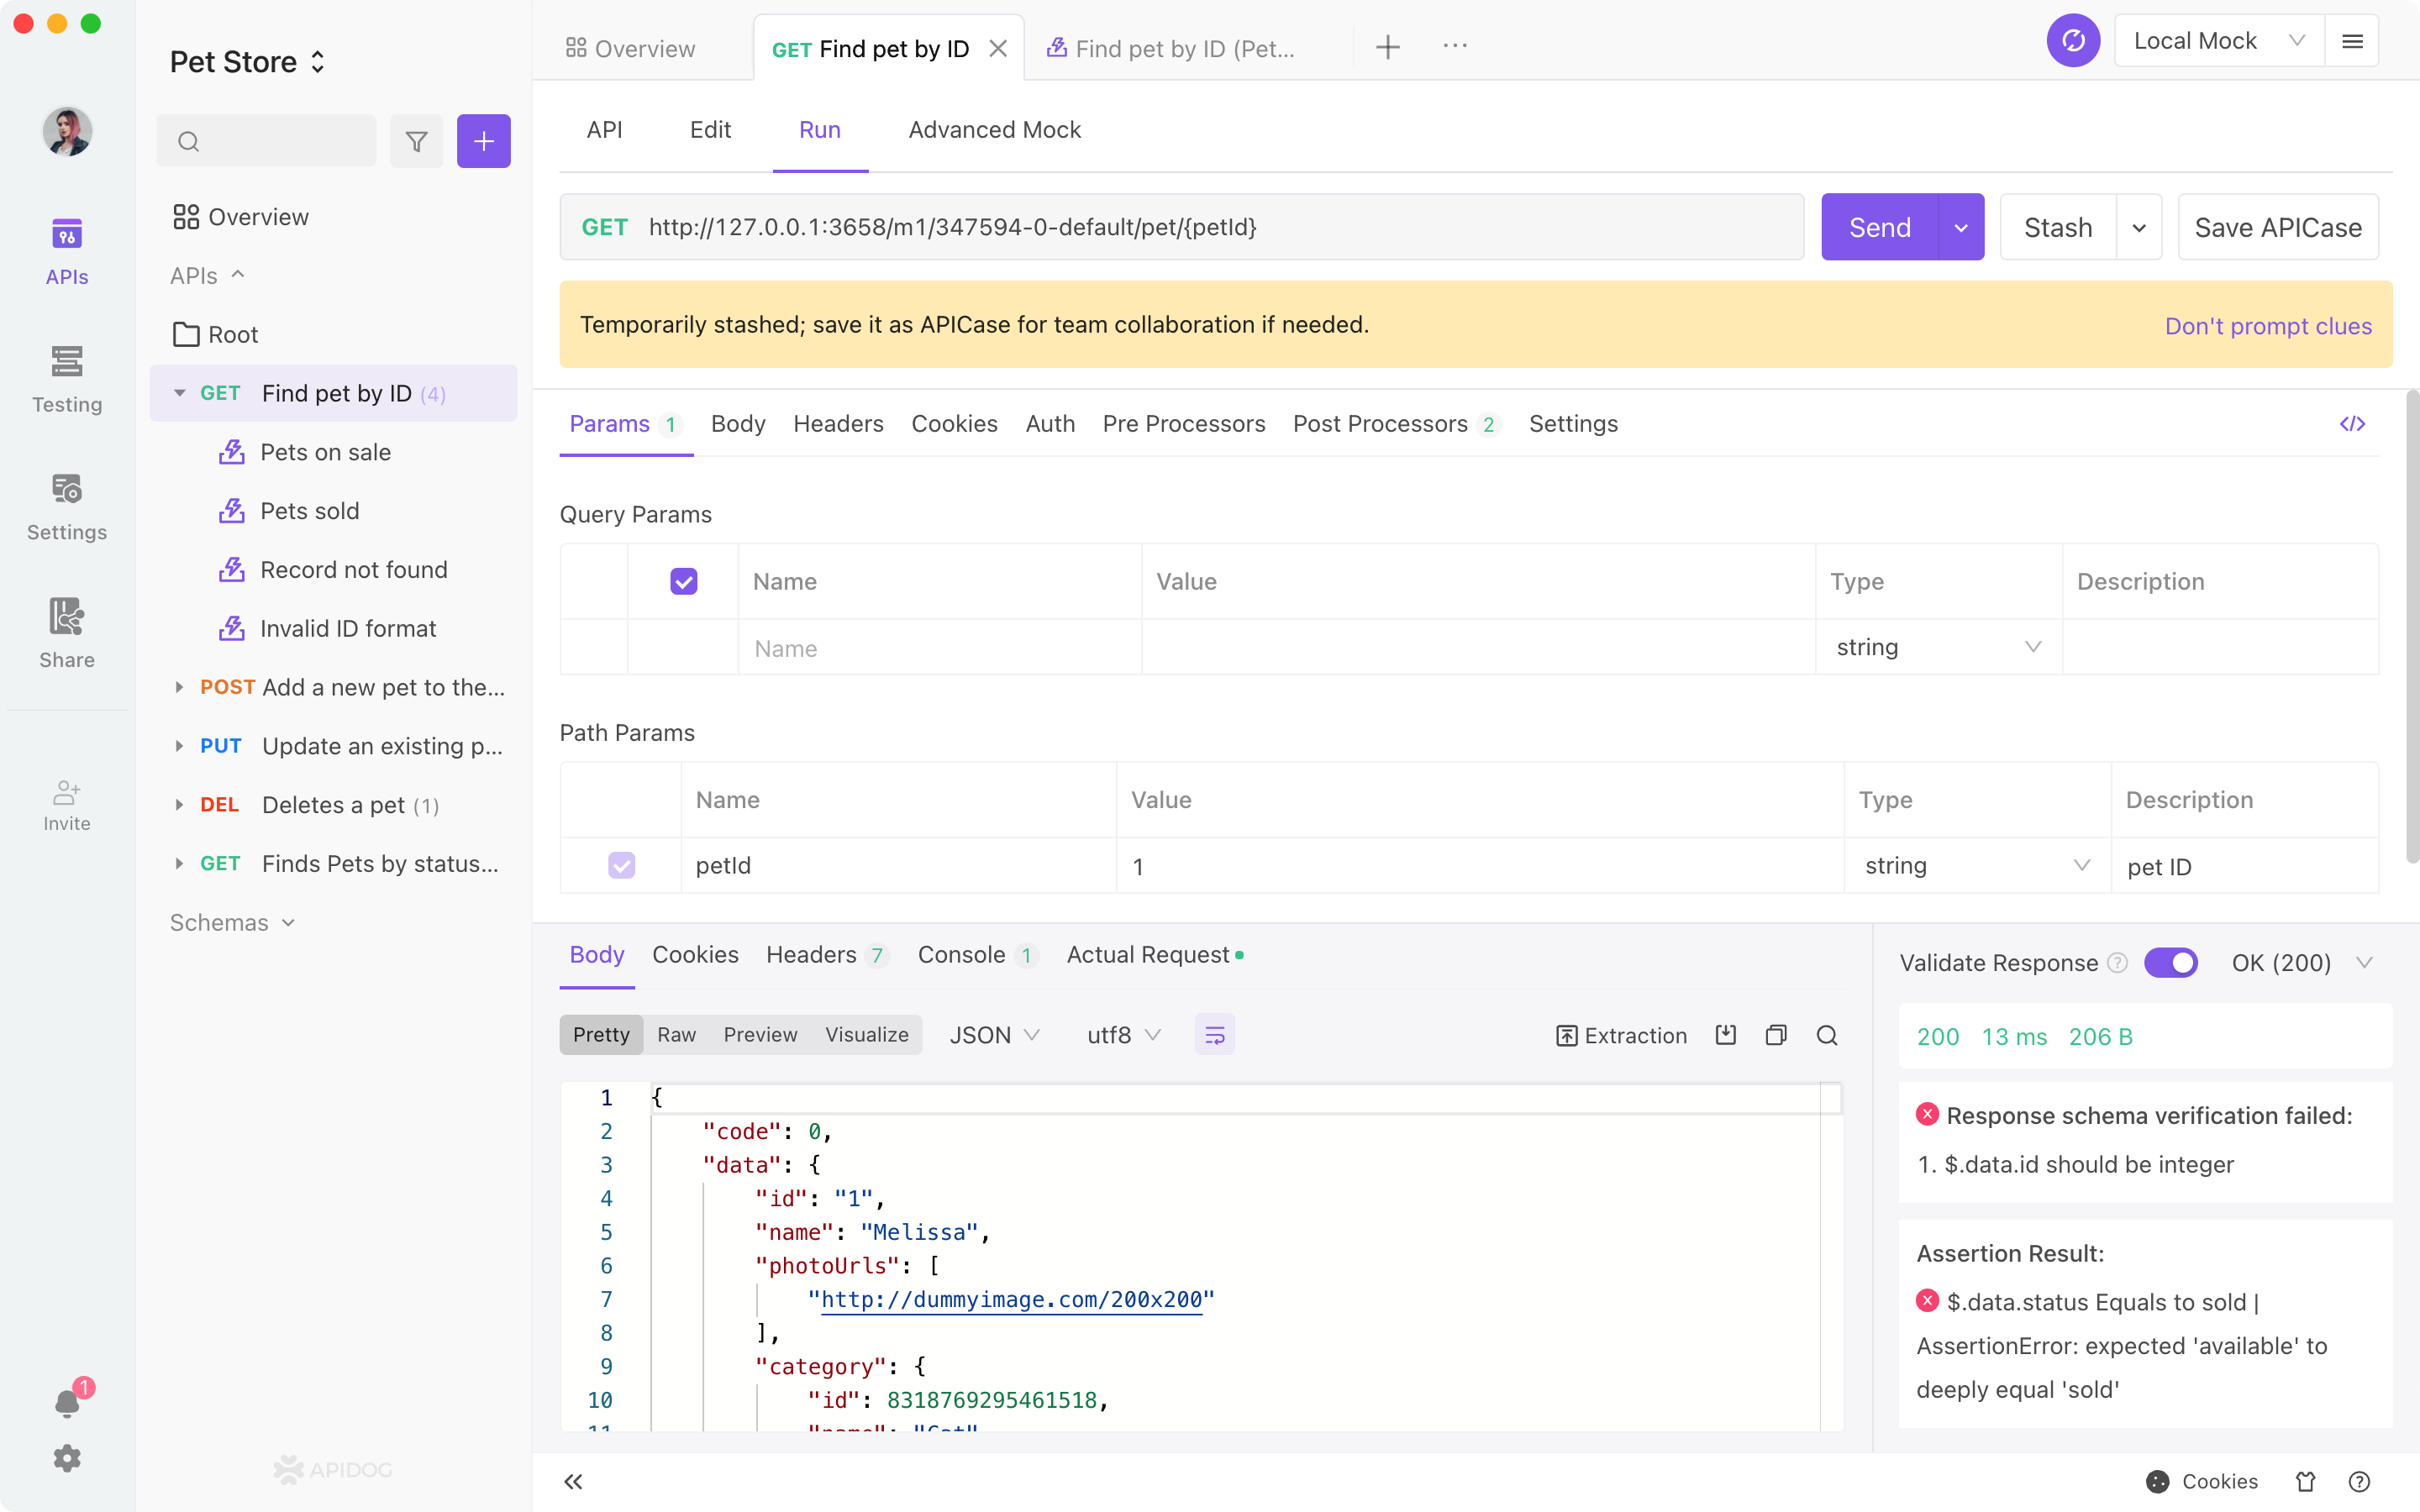 Pet Store
Overview
GET Find pet by ID
Find pet by ID (Pet...
Local Mock
APIs
Testing
Settings
Share
Invite
1
Overview
APIs
Root
GET Find pet by ID (4)
Pets on sale
Pets sold
Record not found
Invalid ID format
POST Add a new pet to the...
PUT Update an existing p...
DEL Deletes a pet (1)
GET Finds Pets by status...
Schemas
APIDOG
API Edit Run Advanced Mock
GET http://127.0.0.1:3658/m1/347594-0-default/pet/{petId}
Send
Stash
Save APICase
Temporarily stashed; save it as APICase for team collaboration if needed.
Don't prompt clues
Params 1 Body Headers Cookies Auth Pre Processors Post Processors 2 Settings
</>
Query Params
Name Value Type Description
Name string
Path Params
Name Value Type Description
petId 1 string pet ID
Body Cookies Headers 7 Console 1 Actual Request
Pretty Raw Preview Visualize JSON utf8
Extraction
1 {
2 "code": 0,
3 "data": {
4 "id": "1",
5 "name": "Melissa",
6 "photoUrls": [
7 "http://dummyimage.com/200x200"
8 ],
9 "category": {
10 "id": 8318769295461518,
11 "name": "Cat"
Validate Response ? OK (200)
200 13 ms 206 B
Response schema verification failed:
1. $.data.id should be integer
Assertion Result:
$.data.status Equals to sold |
AssertionError: expected 'available' to
deeply equal 'sold'
Cookies